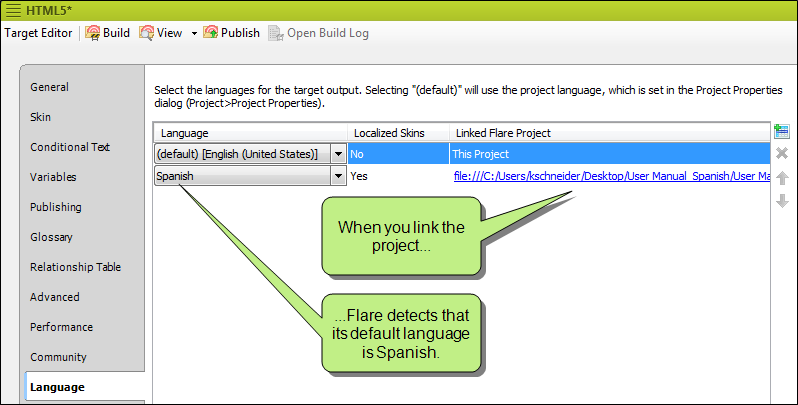 HTML5*
Target Editor Build View Publish Open Build Log
General
Skin
Conditional Text
Variables
Publishing
Glossary
Relationship Table
Advanced
Performance
Community
Language
Select the languages for the target output. Selecting "(default)" will use the project language, which is set in the Project Properties
dialog (Project>Project Properties).
Language Localized Skins Linked Flare Project
(default) [English (United States)] No This Project
Spanish Yes file:///C:/Users/kschneider/Desktop/User Manual_Spanish/User Ma
When you link the
project...
...Flare detects that
its default language
is Spanish.